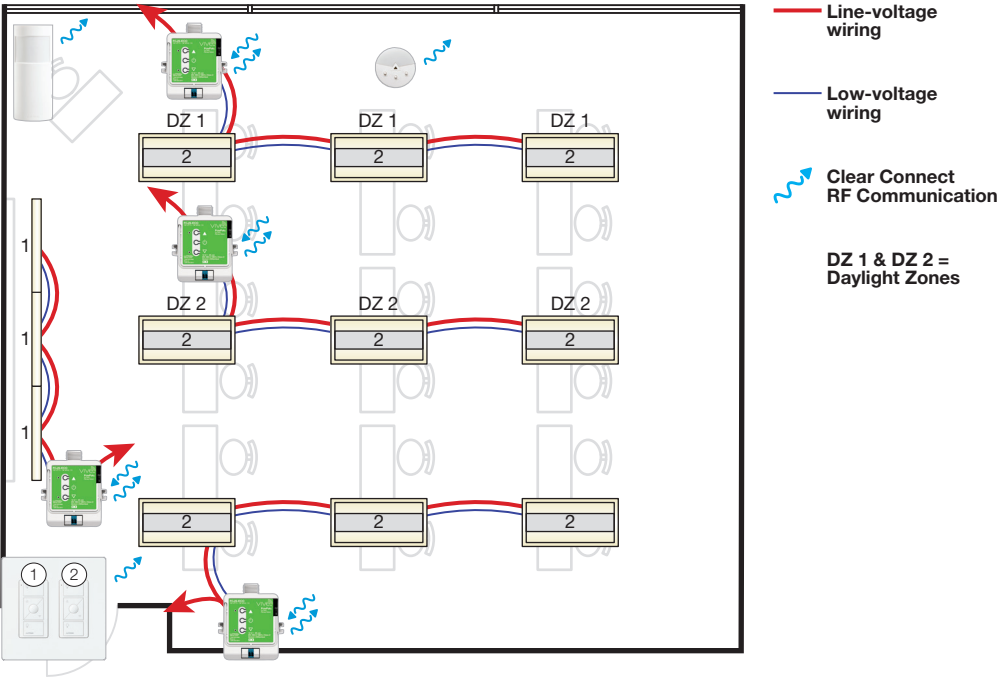 Line-voltage
wiring
Low-voltage
wiring
Clear Connect
RF Communication
DZ 1 & DZ 2 =
Daylight Zones
DZ 1 DZ 1 DZ 1
2 2 2
1
DZ 2 DZ 2 DZ 2
1 2 2 2
1
2 2 2
1 2